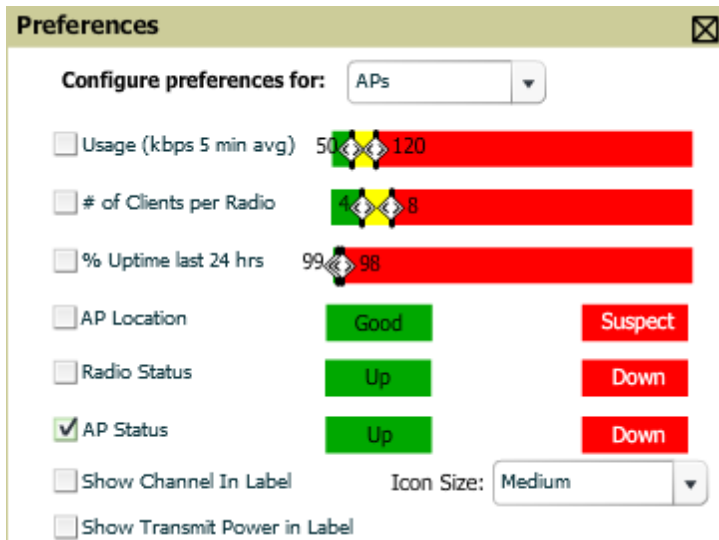 Preferences
Configure preferences for: APs
Usage (kbps 5 min avg) 50 120
# of Clients per Radio 4 8
% Uptime last 24 hrs 99 98
AP Location Good Suspect
Radio Status Up Down
AP Status Up Down
Show Channel In Label Icon Size: Medium
Show Transmit Power in Label